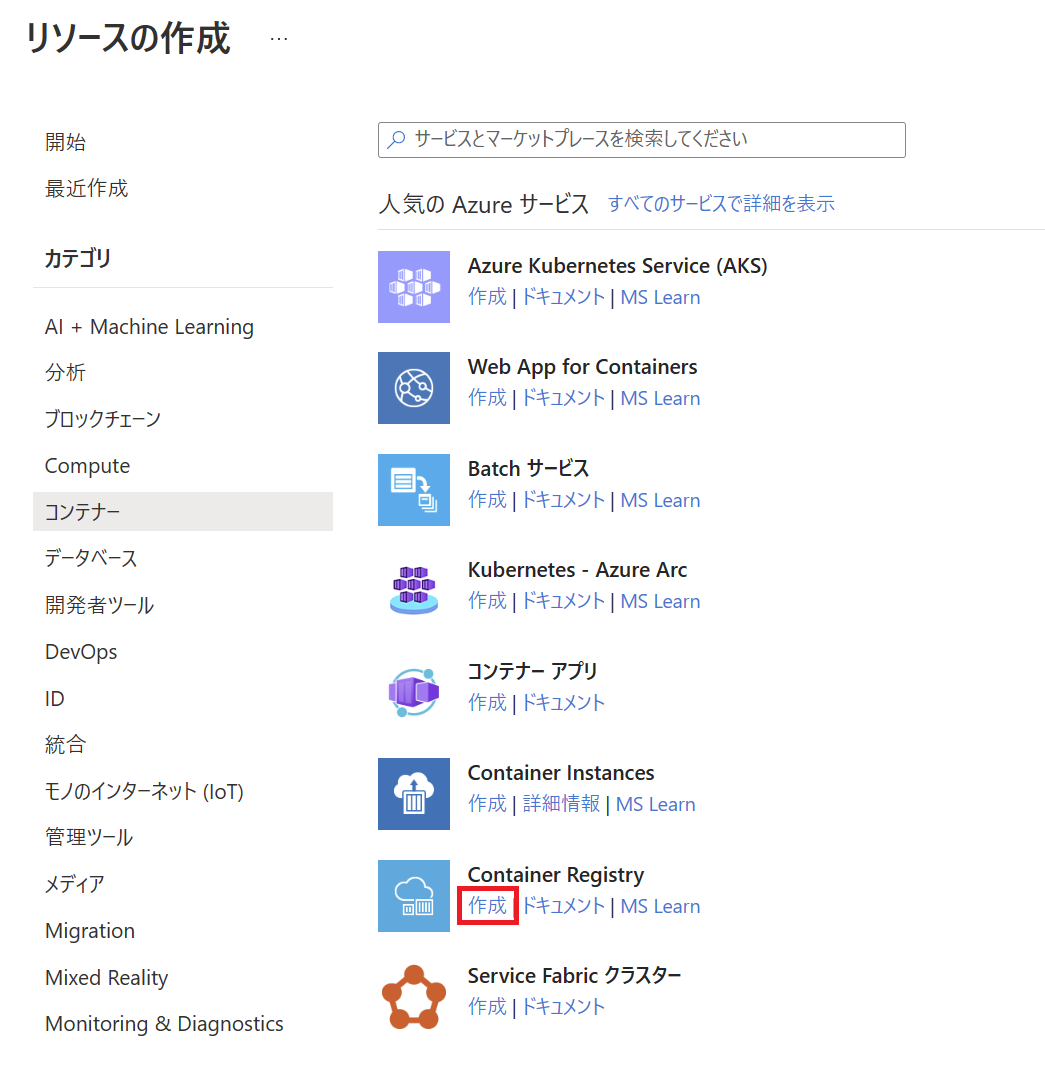 リソースの作成 …
開始
最近作成
カテゴリ
AI + Machine Learning
分析
ブロックチェーン
Compute
コンテナー
データベース
開発者ツール
DevOps
ID
統合
モノのインターネット (IoT)
管理ツール
メディア
Migration
Mixed Reality
Monitoring & Diagnostics
サービスとマーケットプレースを検索してください
人気の Azure サービス すべてのサービスで詳細を表示
Azure Kubernetes Service (AKS)
作成 | ドキュメント | MS Learn
Web App for Containers
作成 | ドキュメント | MS Learn
Batch サービス
作成 | ドキュメント | MS Learn
Kubernetes - Azure Arc
作成 | ドキュメント | MS Learn
コンテナー アプリ
作成 | ドキュメント
Container Instances
作成 | 詳細情報 | MS Learn
Container Registry
作成 | ドキュメント | MS Learn
Service Fabric クラスター
作成 | ドキュメント